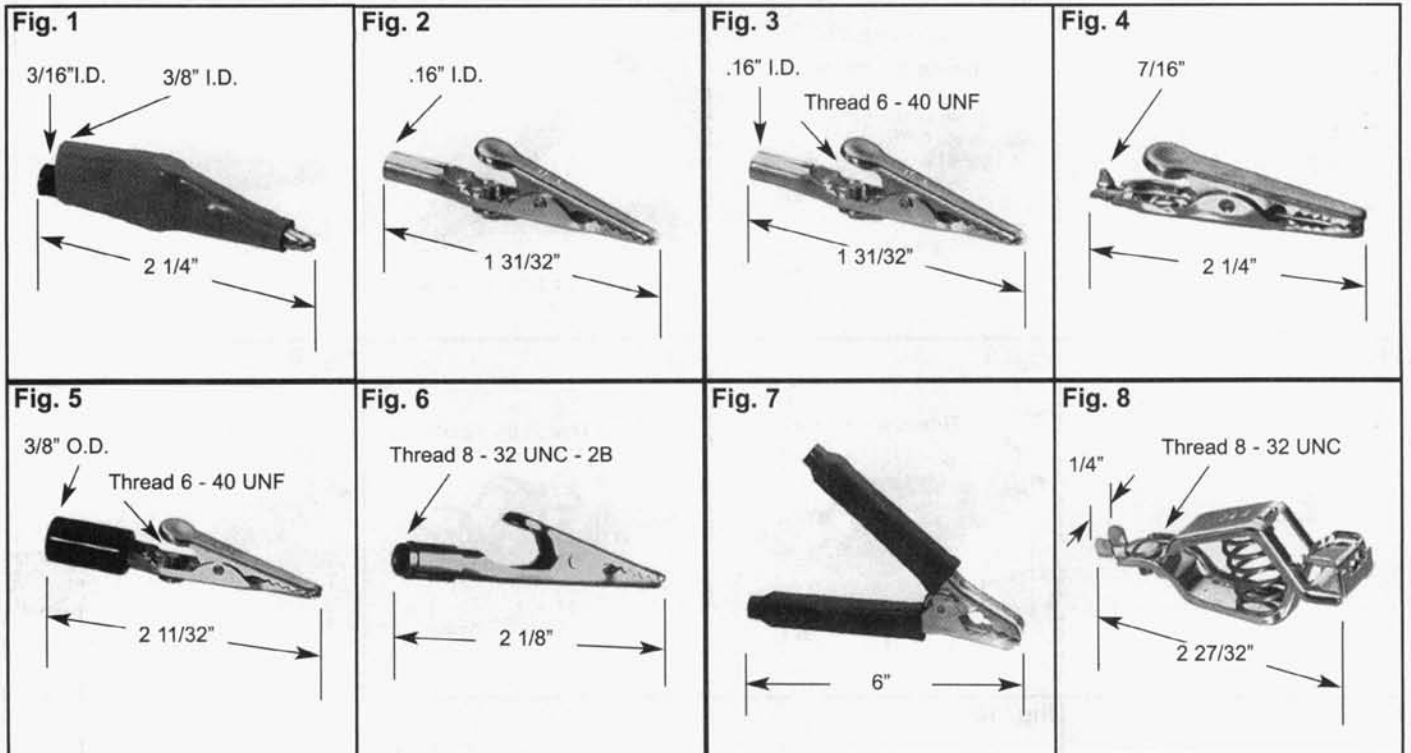 Fig. 1
3/16”I.D.
3/8” I.D.
2 1/4”
Fig. 2
.16” I.D.
1 31/32”
Fig. 3
.16” I.D.
Thread 6 - 40 UNF
1 31/32”
Fig. 4
7/16”
2 1/4”
Fig. 5
3/8” O.D.
Thread 6 - 40 UNF
2 11/32”
Fig. 6
Thread 8 - 32 UNC - 2B
2 1/8”
Fig. 7
6”
Fig. 8
1/4”
Thread 8 - 32 UNC
2 27/32”